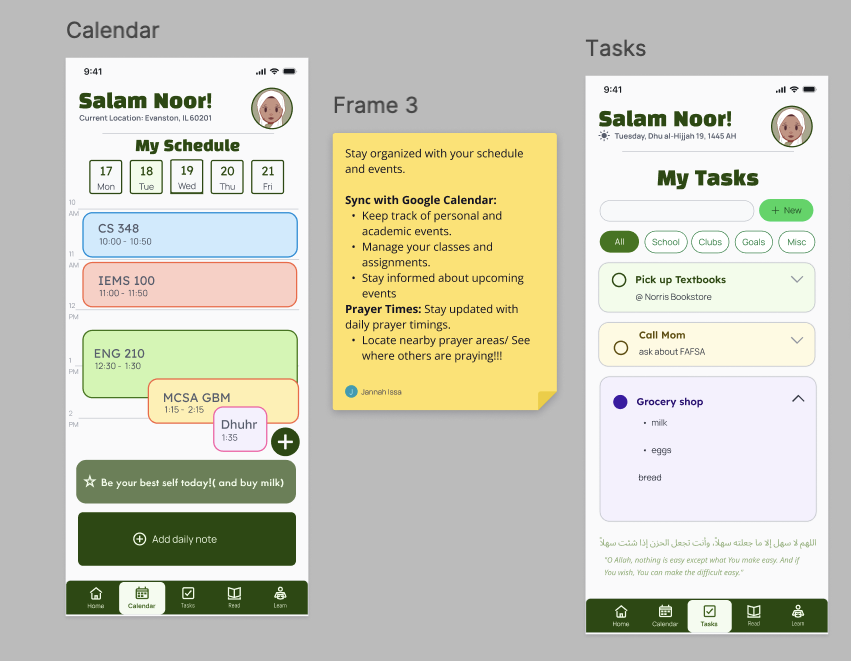 Calendar
9:41
Salam Noor!
Current Location: Evanston, IL 60201
My Schedule
17 18 19 20 21
Mon Tue Wed Thu Fri
10
AM
CS 348
10:00 - 10:50
11
AM
IEMS 100
11:00 - 11:50
12
PM
ENG 210
12:30 - 1:30
1
PM
MCSA GBM
1:15 - 2:15
2
PM
Dhuhr
1:35
Be your best self today!( and buy milk)
Add daily note
Home Calendar Tasks Read Learn
Frame 3
Stay organized with your schedule
and events.
Sync with Google Calendar:
• Keep track of personal and
academic events.
• Manage your classes and
assignments.
• Stay informed about upcoming
events
Prayer Times: Stay updated with
daily prayer timings.
• Locate nearby prayer areas/ See
where others are praying!!!
J Jannah Issa
Tasks
9:41
Salam Noor!
Tuesday, Dhu al-Hijjah 19, 1445 AH
My Tasks
+ New
All School Clubs Goals Misc
Pick up Textbooks
@ Norris Bookstore
Call Mom
ask about FAFSA
Grocery shop
• milk
• eggs
bread
اللهم لا سهل إلا ما جعلته سهلاً، وأنت تجعل الحزن إذا شئت سهلاً
"O Allah, nothing is easy except what You make easy. And if
You wish, You can make the difficult easy."
Home Calendar Tasks Read Learn